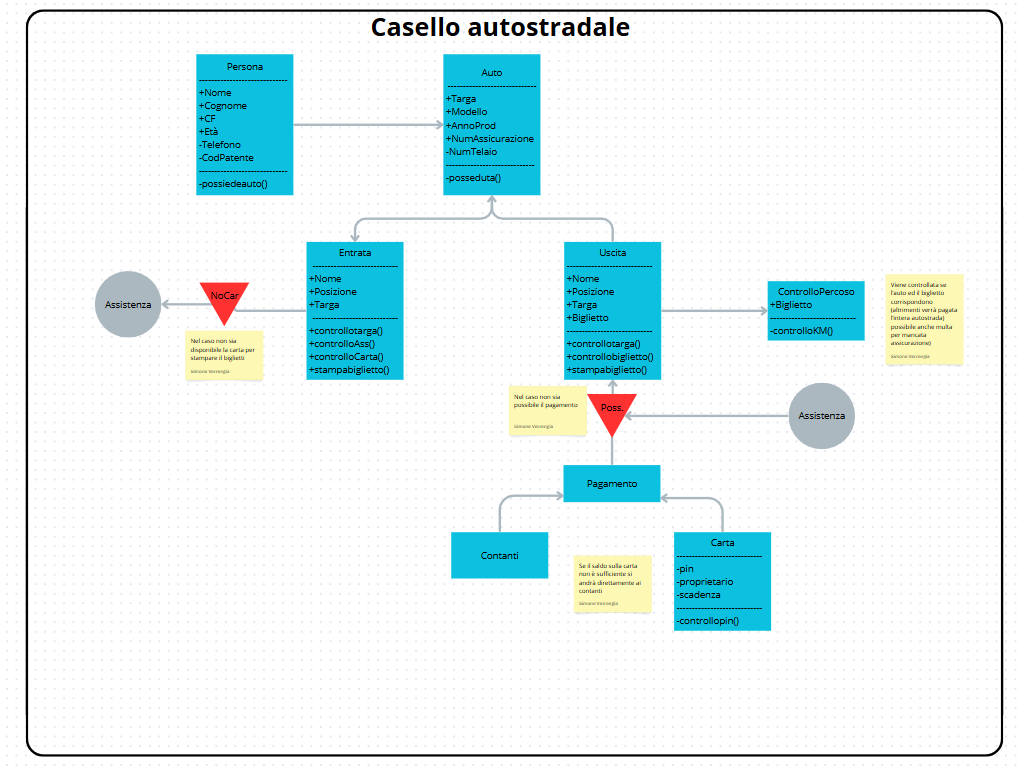 Casello autostradale
Persona
+Nome
+Cognome
+CF
+Età
-Telefono
-CodPatente
-possiedeauto()
Auto
+Targa
+Modello
+AnnoProd
+NumAssicurazione
-NumTelaio
-posseduta()
Entrata
+Nome
+Posizione
+Targa
+controllotarga()
+controlloAss()
+controlloCarta()
+stampabiglietto()
Uscita
+Nome
+Posizione
+Targa
+Biglietto
+controllotarga()
+controllobiglietto()
+stampabiglietto()
ControlloPercoso
+Biglietto
-controlloKM()
Viene controllata se
l'auto ed il biglietto
corrispondono
(altrimenti verrà pagata
l'intera autostrada)
possibile anche multa
per mancata
assicurazione)
Simone Vernengia
Assistenza
NoCar
Nel caso non sia
disponibile la carta per
stampare il biglietti
Simone Vernengia
Nel caso non sia
possibile il pagamento
Simone Vernengia
Poss.
Assistenza
Pagamento
Contanti
Se il saldo sulla carta
non è sufficiente si
andrà direttamente ai
contanti
Simone Vernengia
Carta
-pin
-proprietario
-scadenza
-controllopin()